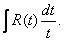 ∫ R(t) dt/t.